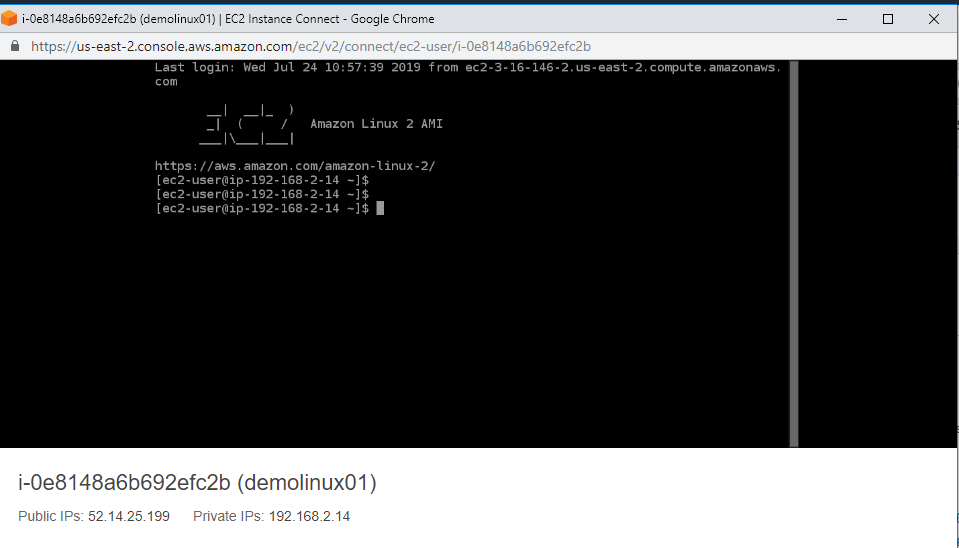 i-0e8148a6b692efc2b (demolinux01) | EC2 Instance Connect - Google Chrome
https://us-east-2.console.aws.amazon.com/ec2/v2/connect/ec2-user/i-0e8148a6b692efc2b
Last login: Wed Jul 24 10:57:39 2019 from ec2-3-16-146-2.us-east-2.compute.amazonaws.
com
       __|  __|_  )
       _|  (     /   Amazon Linux 2 AMI
      ___|\___|___|
https://aws.amazon.com/amazon-linux-2/
[ec2-user@ip-192-168-2-14 ~]$
[ec2-user@ip-192-168-2-14 ~]$
[ec2-user@ip-192-168-2-14 ~]$
i-0e8148a6b692efc2b (demolinux01)
Public IPs: 52.14.25.199 Private IPs: 192.168.2.14